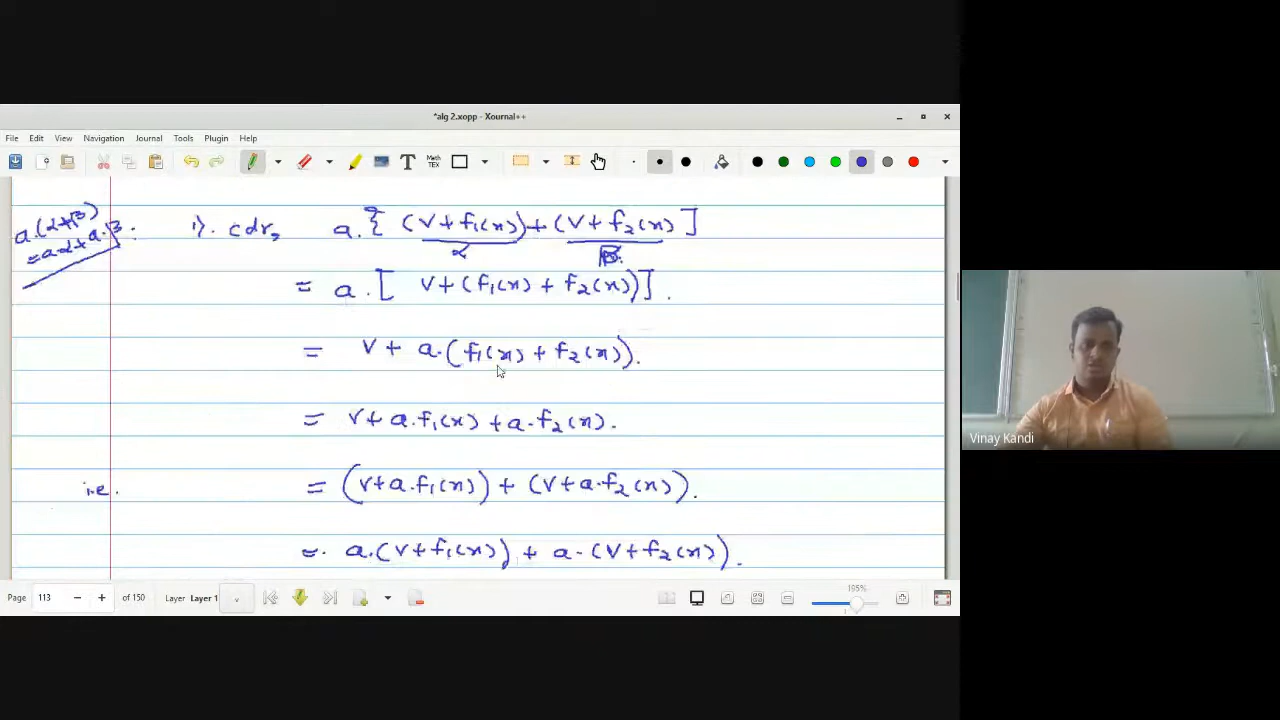 *alg 2.xopp - Xournal++
File Edit View Navigation Journal Tools Plugin Help
a.(α+β)
=a.α+a.β
i). cdr, a.{ (V+f₁(x))+(V+f₂(x)]
α β
= a.[ V+(f₁(x)+f₂(x))].
= V+ a.(f₁(x)+f₂(x)).
= V+a.f₁(x)+a.f₂(x).
i.e. = (V+a.f₁(x))+(V+a.f₂(x)).
=. a.(V+f₁(x))+a.(V+f₂(x)).
Vinay Kandi
Page 113 of 150 Layer Layer 1 195%